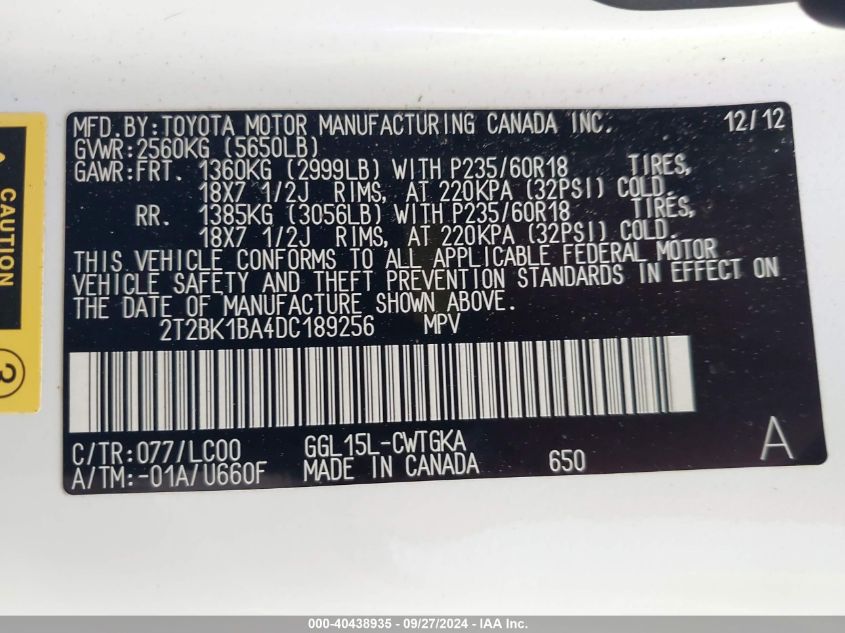 MFD.BY:TOYOTA MOTOR MANUFACTURING CANADA INC. 12/12
GVWR:2560KG (5650LB)
GAWR:FRT. 1360KG (2999LB) WITH P235/60R18 TIRES,
18X7 1/2J RIMS, AT 220KPA (32PSI) COLD.
RR. 1385KG (3056LB) WITH P235/60R18 TIRES,
18X7 1/2J RIMS, AT 220KPA (32PSI) COLD.
THIS VEHICLE CONFORMS TO ALL APPLICABLE FEDERAL MOTOR
VEHICLE SAFETY AND THEFT PREVENTION STANDARDS IN EFFECT ON
THE DATE OF MANUFACTURE SHOWN ABOVE.
2T2BK1BA4DC189256 MPV
C/TR:077/LC00 GGL15L-CWTGKA
A/TM:-01A/U660F MADE IN CANADA 650 A
CAUTION
3
000-40438935 - 09/27/2024 - IAA Inc.